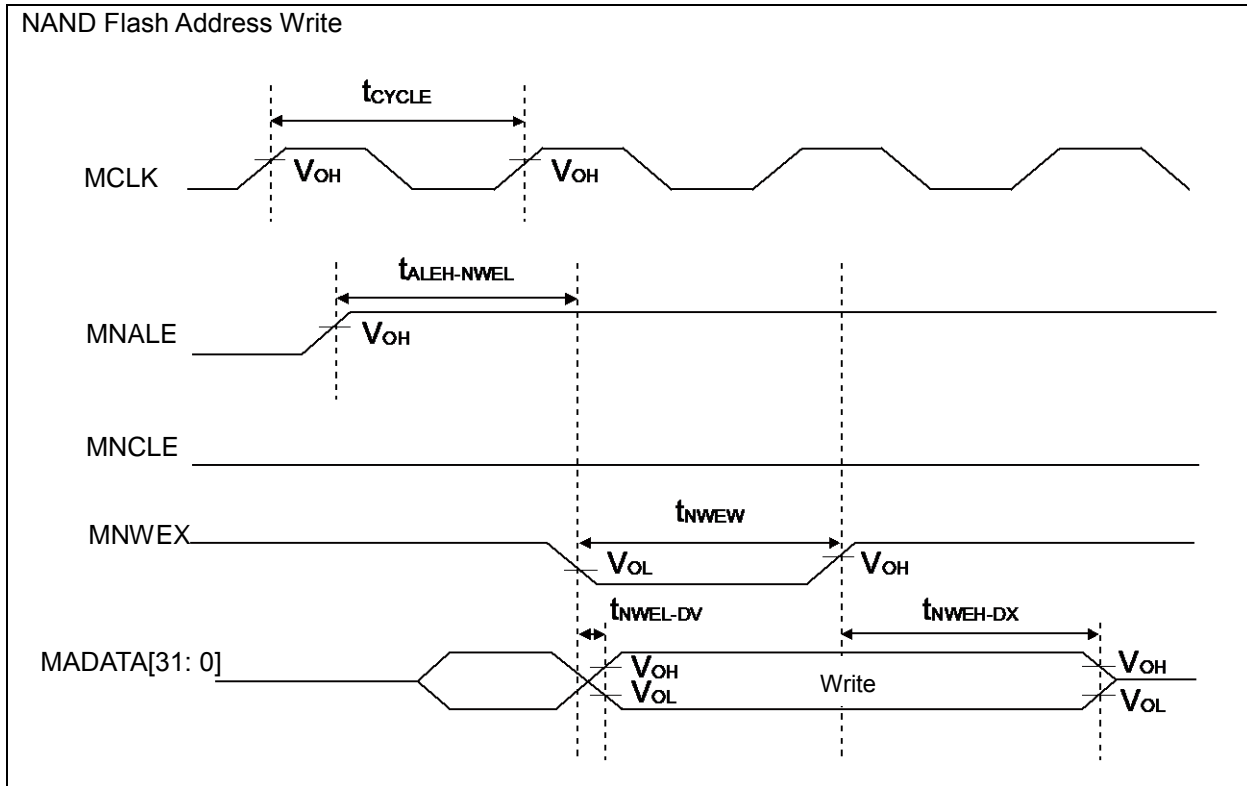 NAND Flash Address Write
tCYCLE
MCLK
VOH
VOH
tALEH-NWEL
MNALE
VOH
MNCLE
tNWEW
MNWEX
VOL
VOH
tNWEL-DV
tNWEH-DX
MADATA[31: 0]
VOH
Write
VOH
VOL
VOL